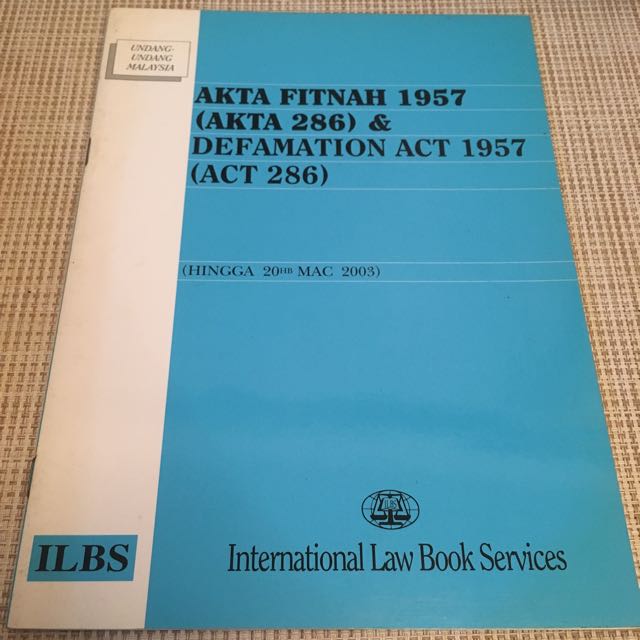 UNDANG-
UNDANG
MALAYSIA
AKTA FITNAH 1957
(AKTA 286) &
DEFAMATION ACT 1957
(ACT 286)
(HINGGA 20HB MAC 2003)
ILBS
International Law Book Services